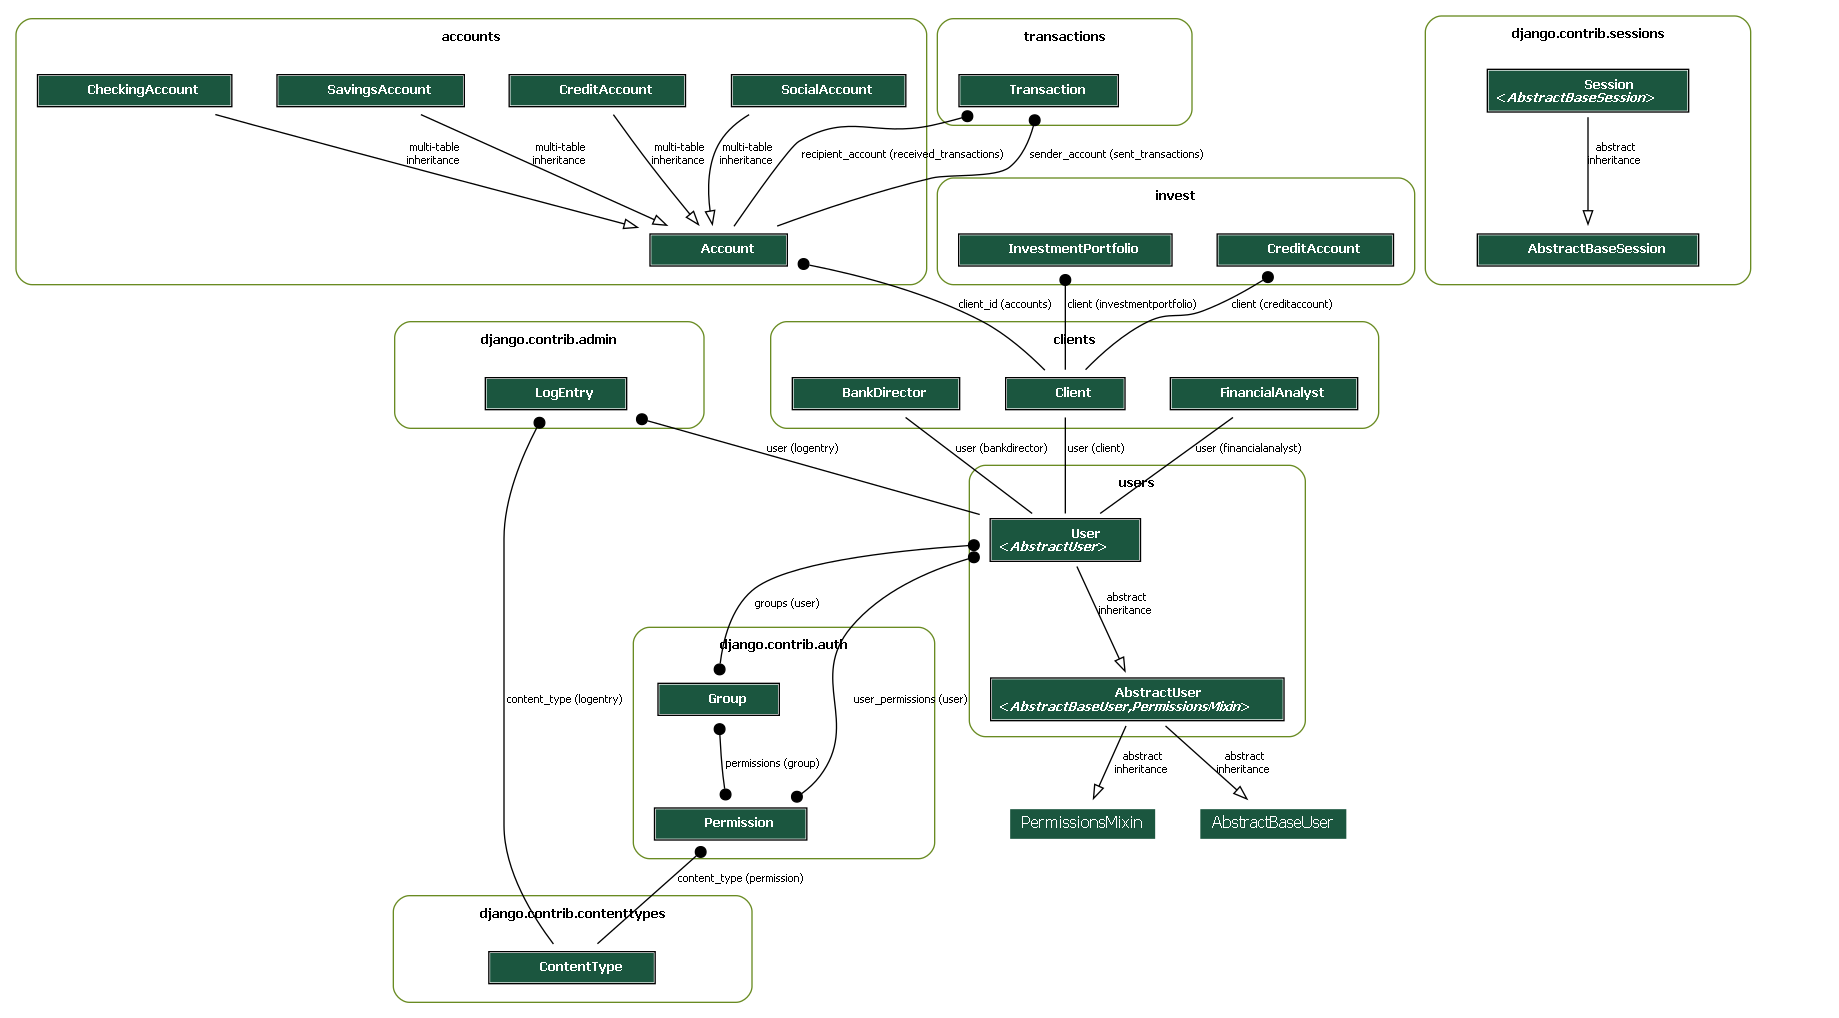 accounts
CheckingAccount
SavingsAccount
CreditAccount
SocialAccount
multi-table
inheritance
multi-table
inheritance
multi-table
inheritance
multi-table
inheritance
Account
transactions
Transaction
recipient_account (received_transactions)
sender_account (sent_transactions)
invest
InvestmentPortfolio
CreditAccount
django.contrib.sessions
Session
<AbstractBaseSession>
abstract
inheritance
AbstractBaseSession
client_id (accounts)
client (investmentportfolio)
client (creditaccount)
django.contrib.admin
LogEntry
clients
BankDirector
Client
FinancialAnalyst
user (logentry)
user (bankdirector)
user (client)
user (financialanalyst)
users
User
<AbstractUser>
abstract
inheritance
groups (user)
django.contrib.auth
Group
content_type (logentry)
user_permissions (user)
AbstractUser
<AbstractBaseUser,PermissionsMixin>
permissions (group)
abstract
inheritance
abstract
inheritance
Permission
PermissionsMixin
AbstractBaseUser
content_type (permission)
django.contrib.contenttypes
ContentType